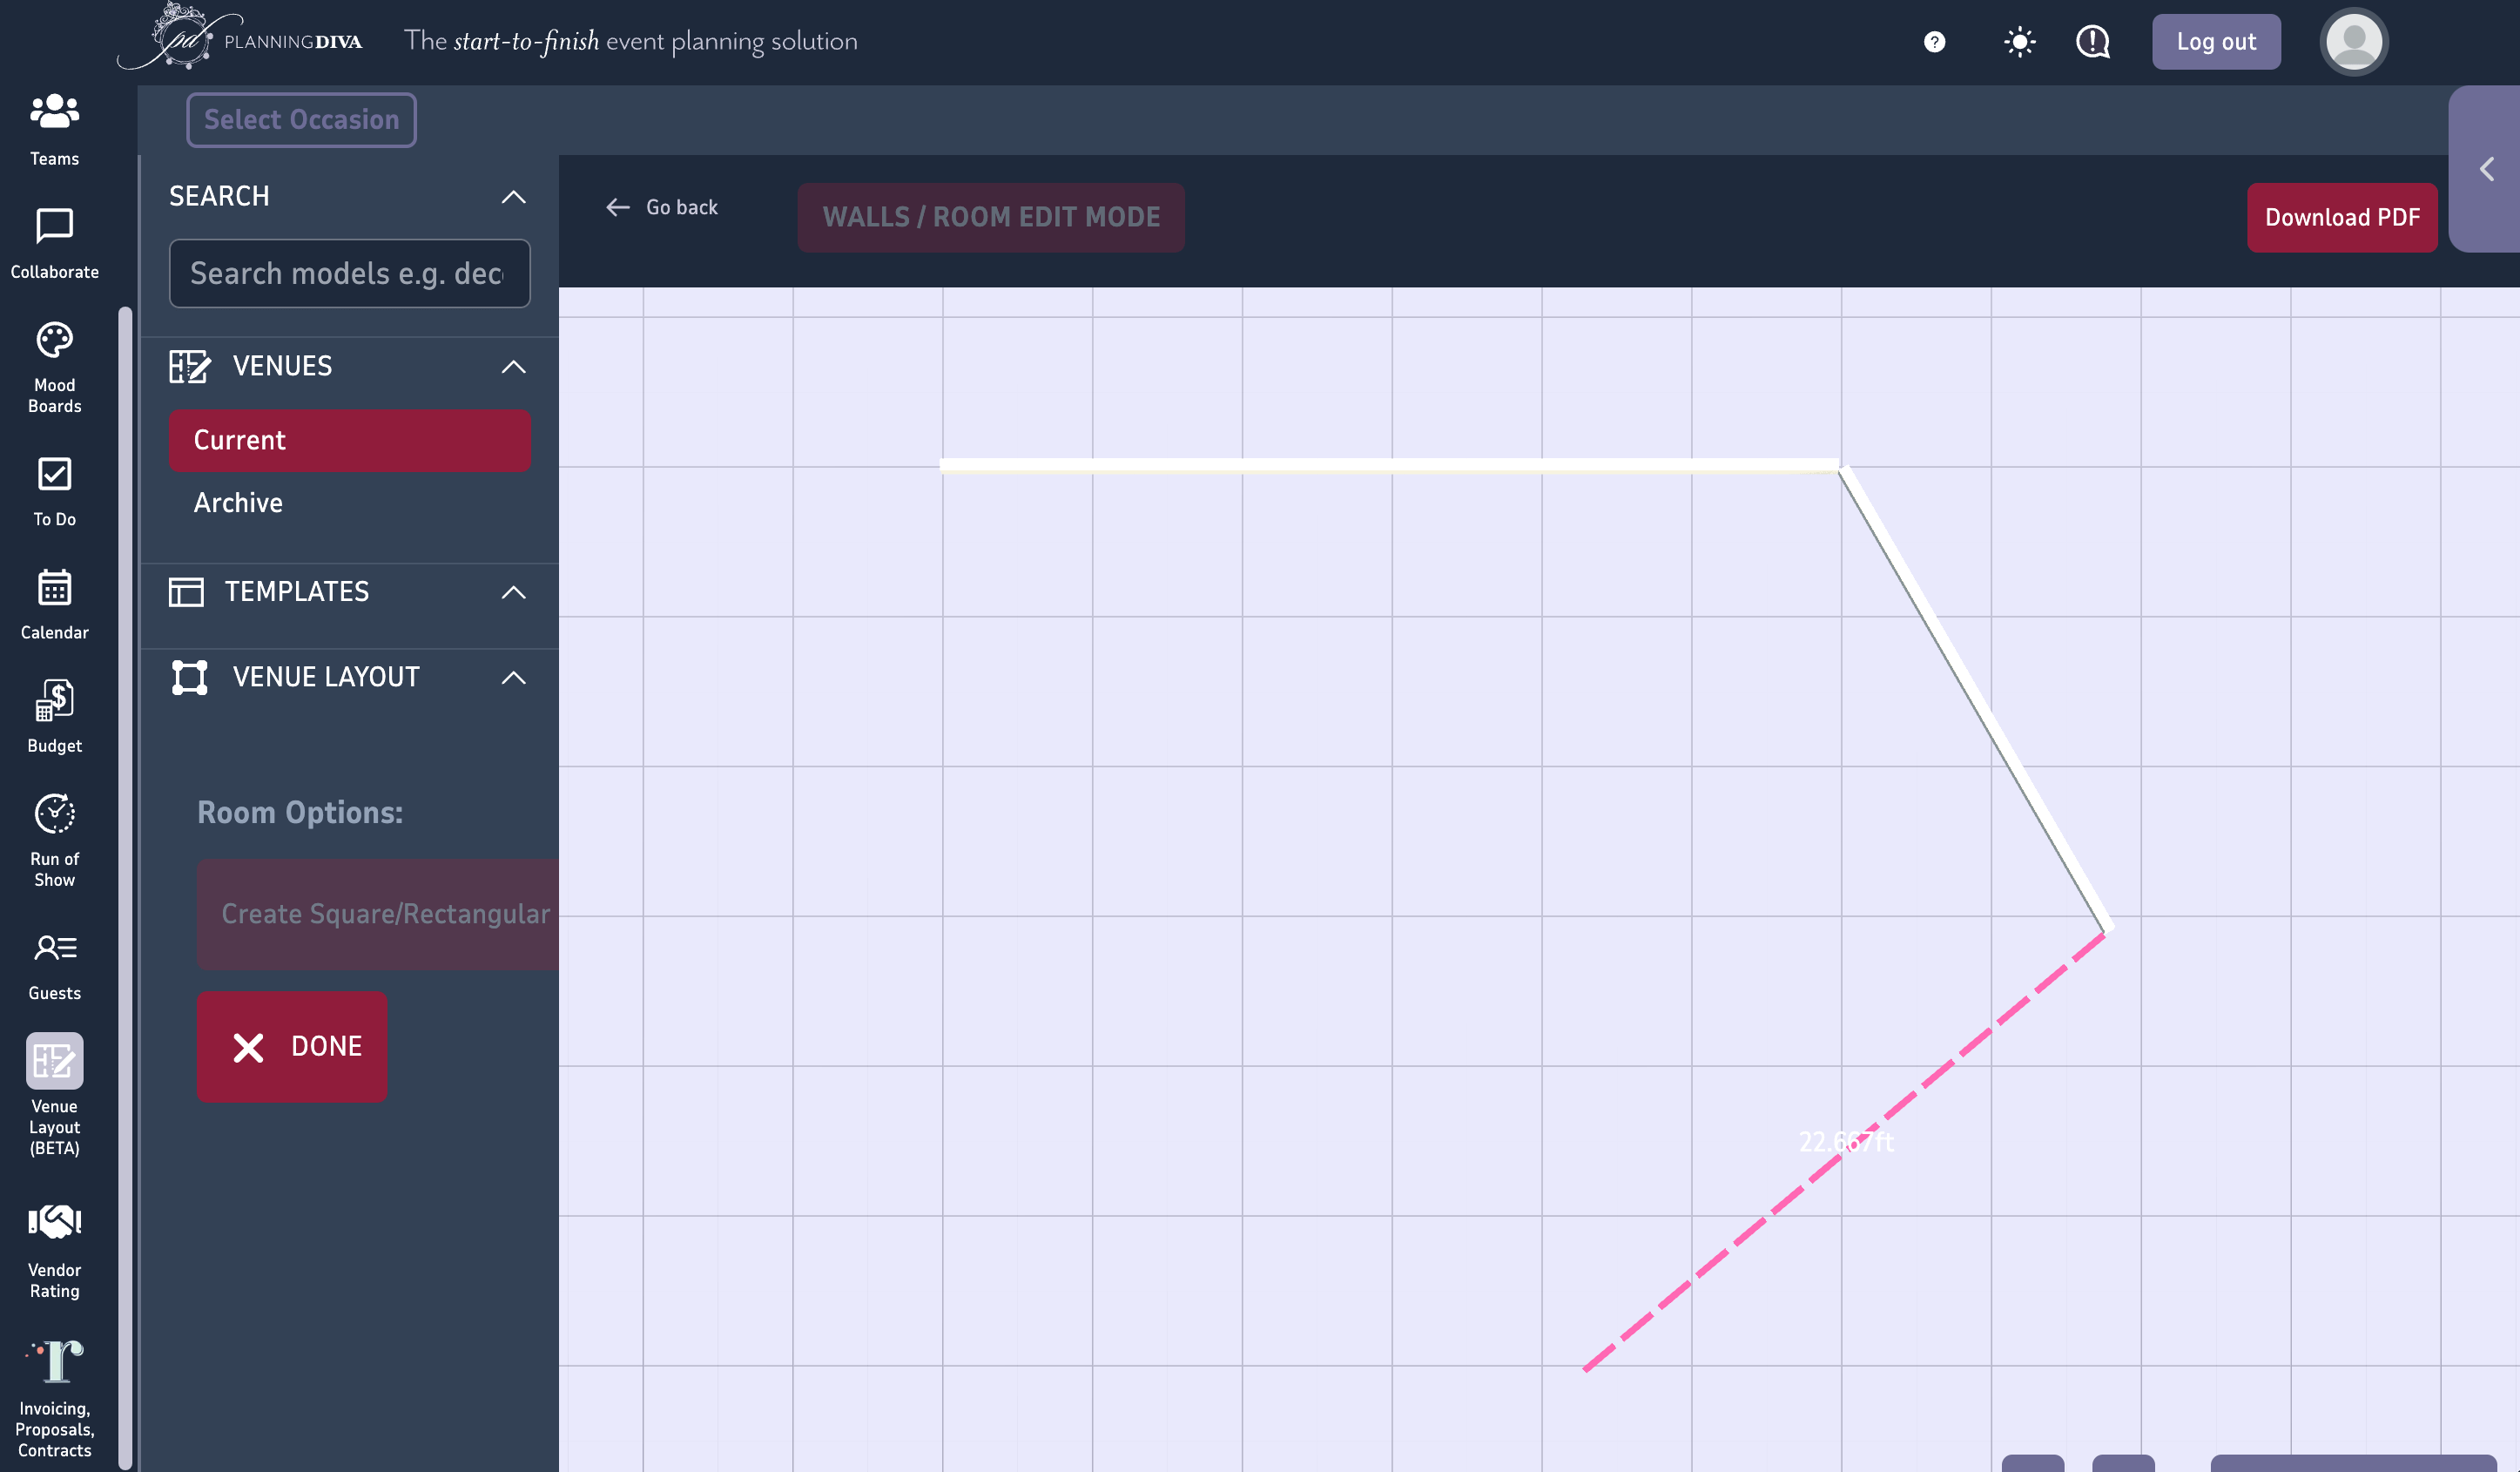 pd PLANNINGDIVA
The start-to-finish event planning solution
?
Log out
Teams
Collaborate
Mood
Boards
To Do
Calendar
Budget
Run of
Show
Guests
Venue
Layout
(BETA)
Vendor
Rating
r
Invoicing,
Proposals,
Contracts
Select Occasion
SEARCH
Search models e.g. dec
VENUES
Current
Archive
TEMPLATES
VENUE LAYOUT
Room Options:
Create Square/Rectangular
DONE
Go back
WALLS / ROOM EDIT MODE
Download PDF
22.667ft